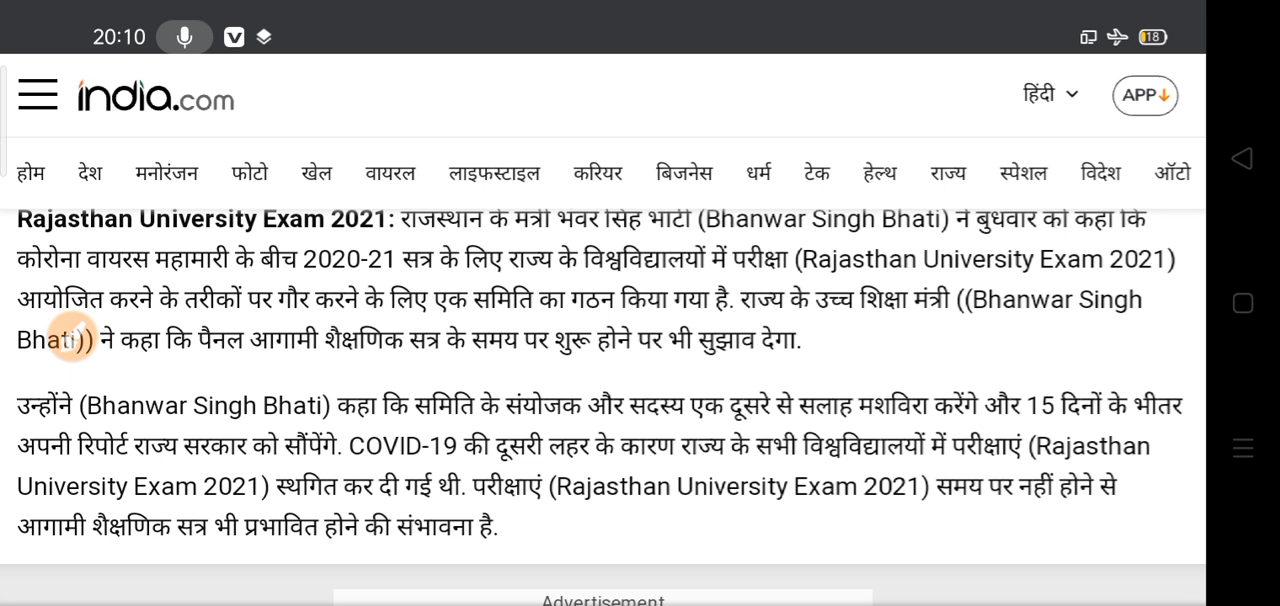 20:10
18
india.com
हिंदी
APP
होम देश मनोरंजन फोटो खेल वायरल लाइफस्टाइल करियर बिजनेस धर्म टेक हेल्थ राज्य स्पेशल विदेश ऑटो
Rajasthan University Exam 2021: राजस्थान के मंत्री भंवर सिंह भाटी (Bhanwar Singh Bhati) ने बुधवार को कहा कि
कोरोना वायरस महामारी के बीच 2020-21 सत्र के लिए राज्य के विश्वविद्यालयों में परीक्षा (Rajasthan University Exam 2021)
आयोजित करने के तरीकों पर गौर करने के लिए एक समिति का गठन किया गया है. राज्य के उच्च शिक्षा मंत्री ((Bhanwar Singh
Bhati)) ने कहा कि पैनल आगामी शैक्षणिक सत्र के समय पर शुरू होने पर भी सुझाव देगा.
उन्होंने (Bhanwar Singh Bhati) कहा कि समिति के संयोजक और सदस्य एक दूसरे से सलाह मशविरा करेंगे और 15 दिनों के भीतर
अपनी रिपोर्ट राज्य सरकार को सौंपेंगे. COVID-19 की दूसरी लहर के कारण राज्य के सभी विश्वविद्यालयों में परीक्षाएं (Rajasthan
University Exam 2021) स्थगित कर दी गई थी. परीक्षाएं (Rajasthan University Exam 2021) समय पर नहीं होने से
आगामी शैक्षणिक सत्र भी प्रभावित होने की संभावना है.
Advertisement